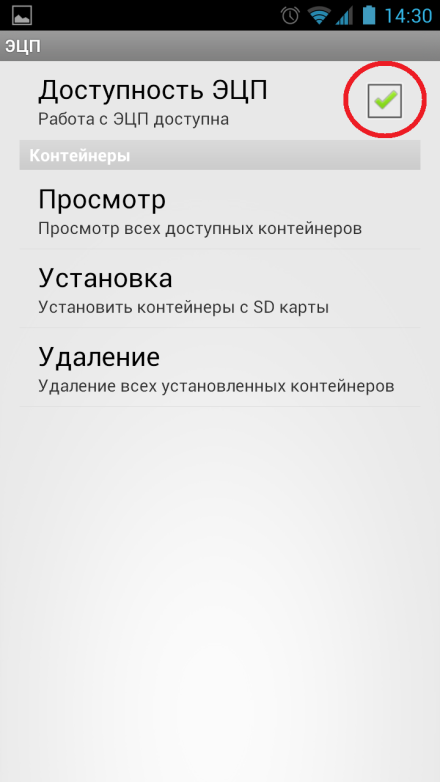 14:30
ЭЦП
Доступность ЭЦП
Работа с ЭЦП доступна
Контейнеры
Просмотр
Просмотр всех доступных контейнеров
Установка
Установить контейнеры с SD карты
Удаление
Удаление всех установленных контейнеров